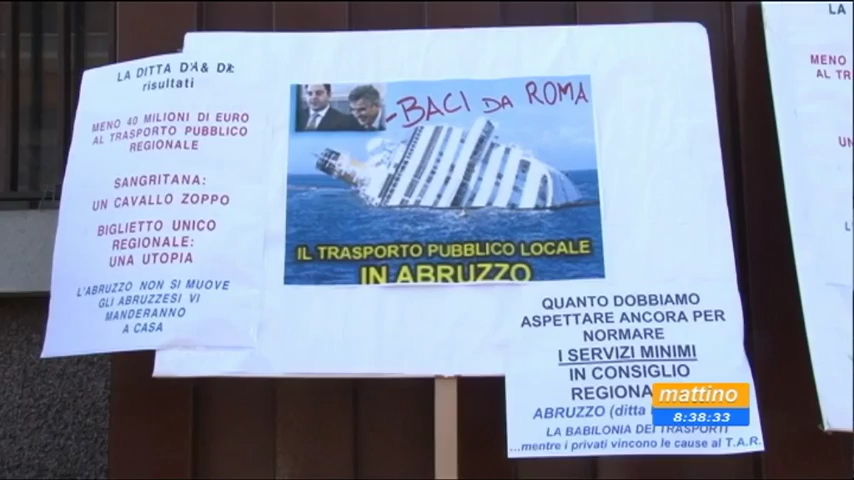 LA DITTA D'A & DR:
risultati
MENO 40 MILIONI DI EURO
AL TRASPORTO PUBBLICO
REGIONALE
SANGRITANA:
UN CAVALLO ZOPPO
BIGLIETTO UNICO
REGIONALE:
UNA UTOPIA
L'ABRUZZO NON SI MUOVE
GLI ABRUZZESI VI
MANDERANNO
A CASA
-BACI DA ROMA
IL TRASPORTO PUBBLICO LOCALE
IN ABRUZZO
QUANTO DOBBIAMO
ASPETTARE ANCORA PER
NORMARE
I SERVIZI MINIMI
IN CONSIGLIO
ABRUZZO (ditta
LA BABILONIA DEI TRASPORTI
...mentre i privati vincono le cause al T.A.R.
mattino
8:38:33
LA
MENO
AL TR